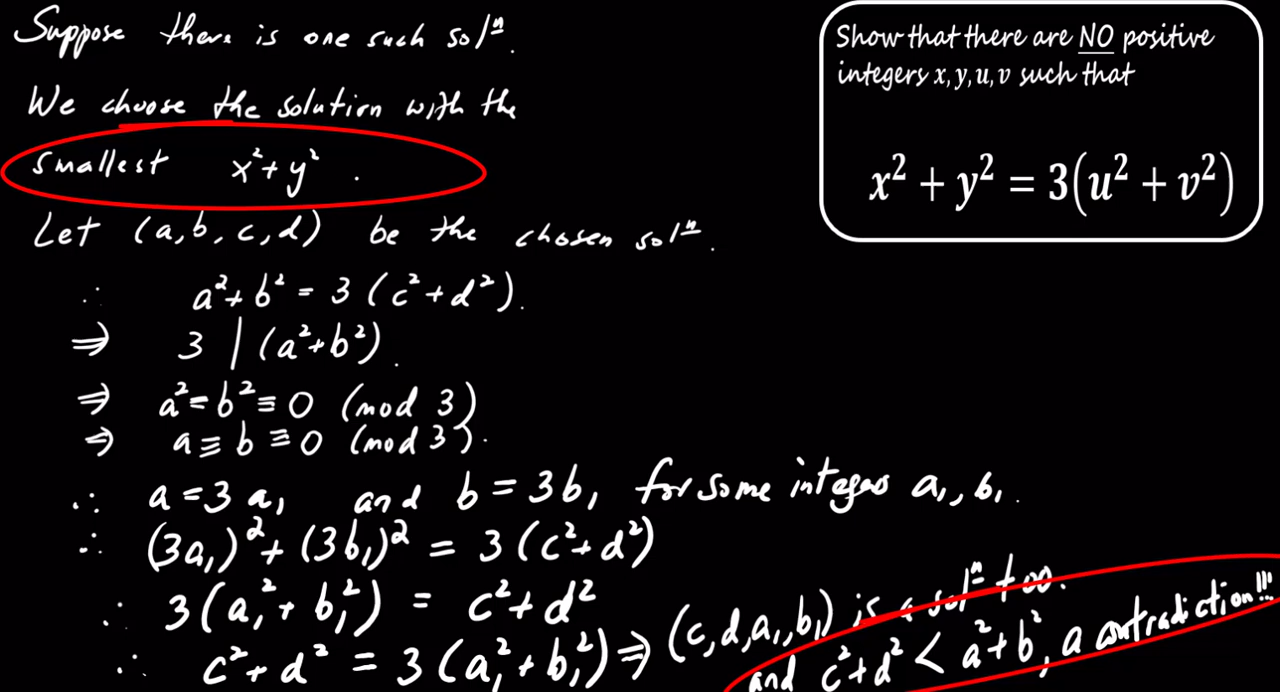 Suppose there is one such solⁿ.
We choose the solution with the
smallest x² + y² .
Let (a, b, c, d) be the chosen solⁿ.
∴ a² + b² = 3 (c² + d²).
⇒ 3 | (a² + b²).
⇒ a² = b² ≡ 0 (mod 3)
⇒ a ≡ b ≡ 0 (mod 3).
∴ a = 3a₁ and b = 3b₁ for some integers a₁, b₁.
∴ (3a₁)² + (3b₁)² = 3 (c² + d²)
∴ 3(a₁² + b₁²) = c² + d²
∴ c² + d² = 3 (a₁² + b₁²) ⇒ (c, d, a₁, b₁) is a solⁿ too.
and c² + d² < a² + b², a contradiction!!!
Show that there are NO positive
integers x, y, u, v such that
x² + y² = 3(u² + v²)